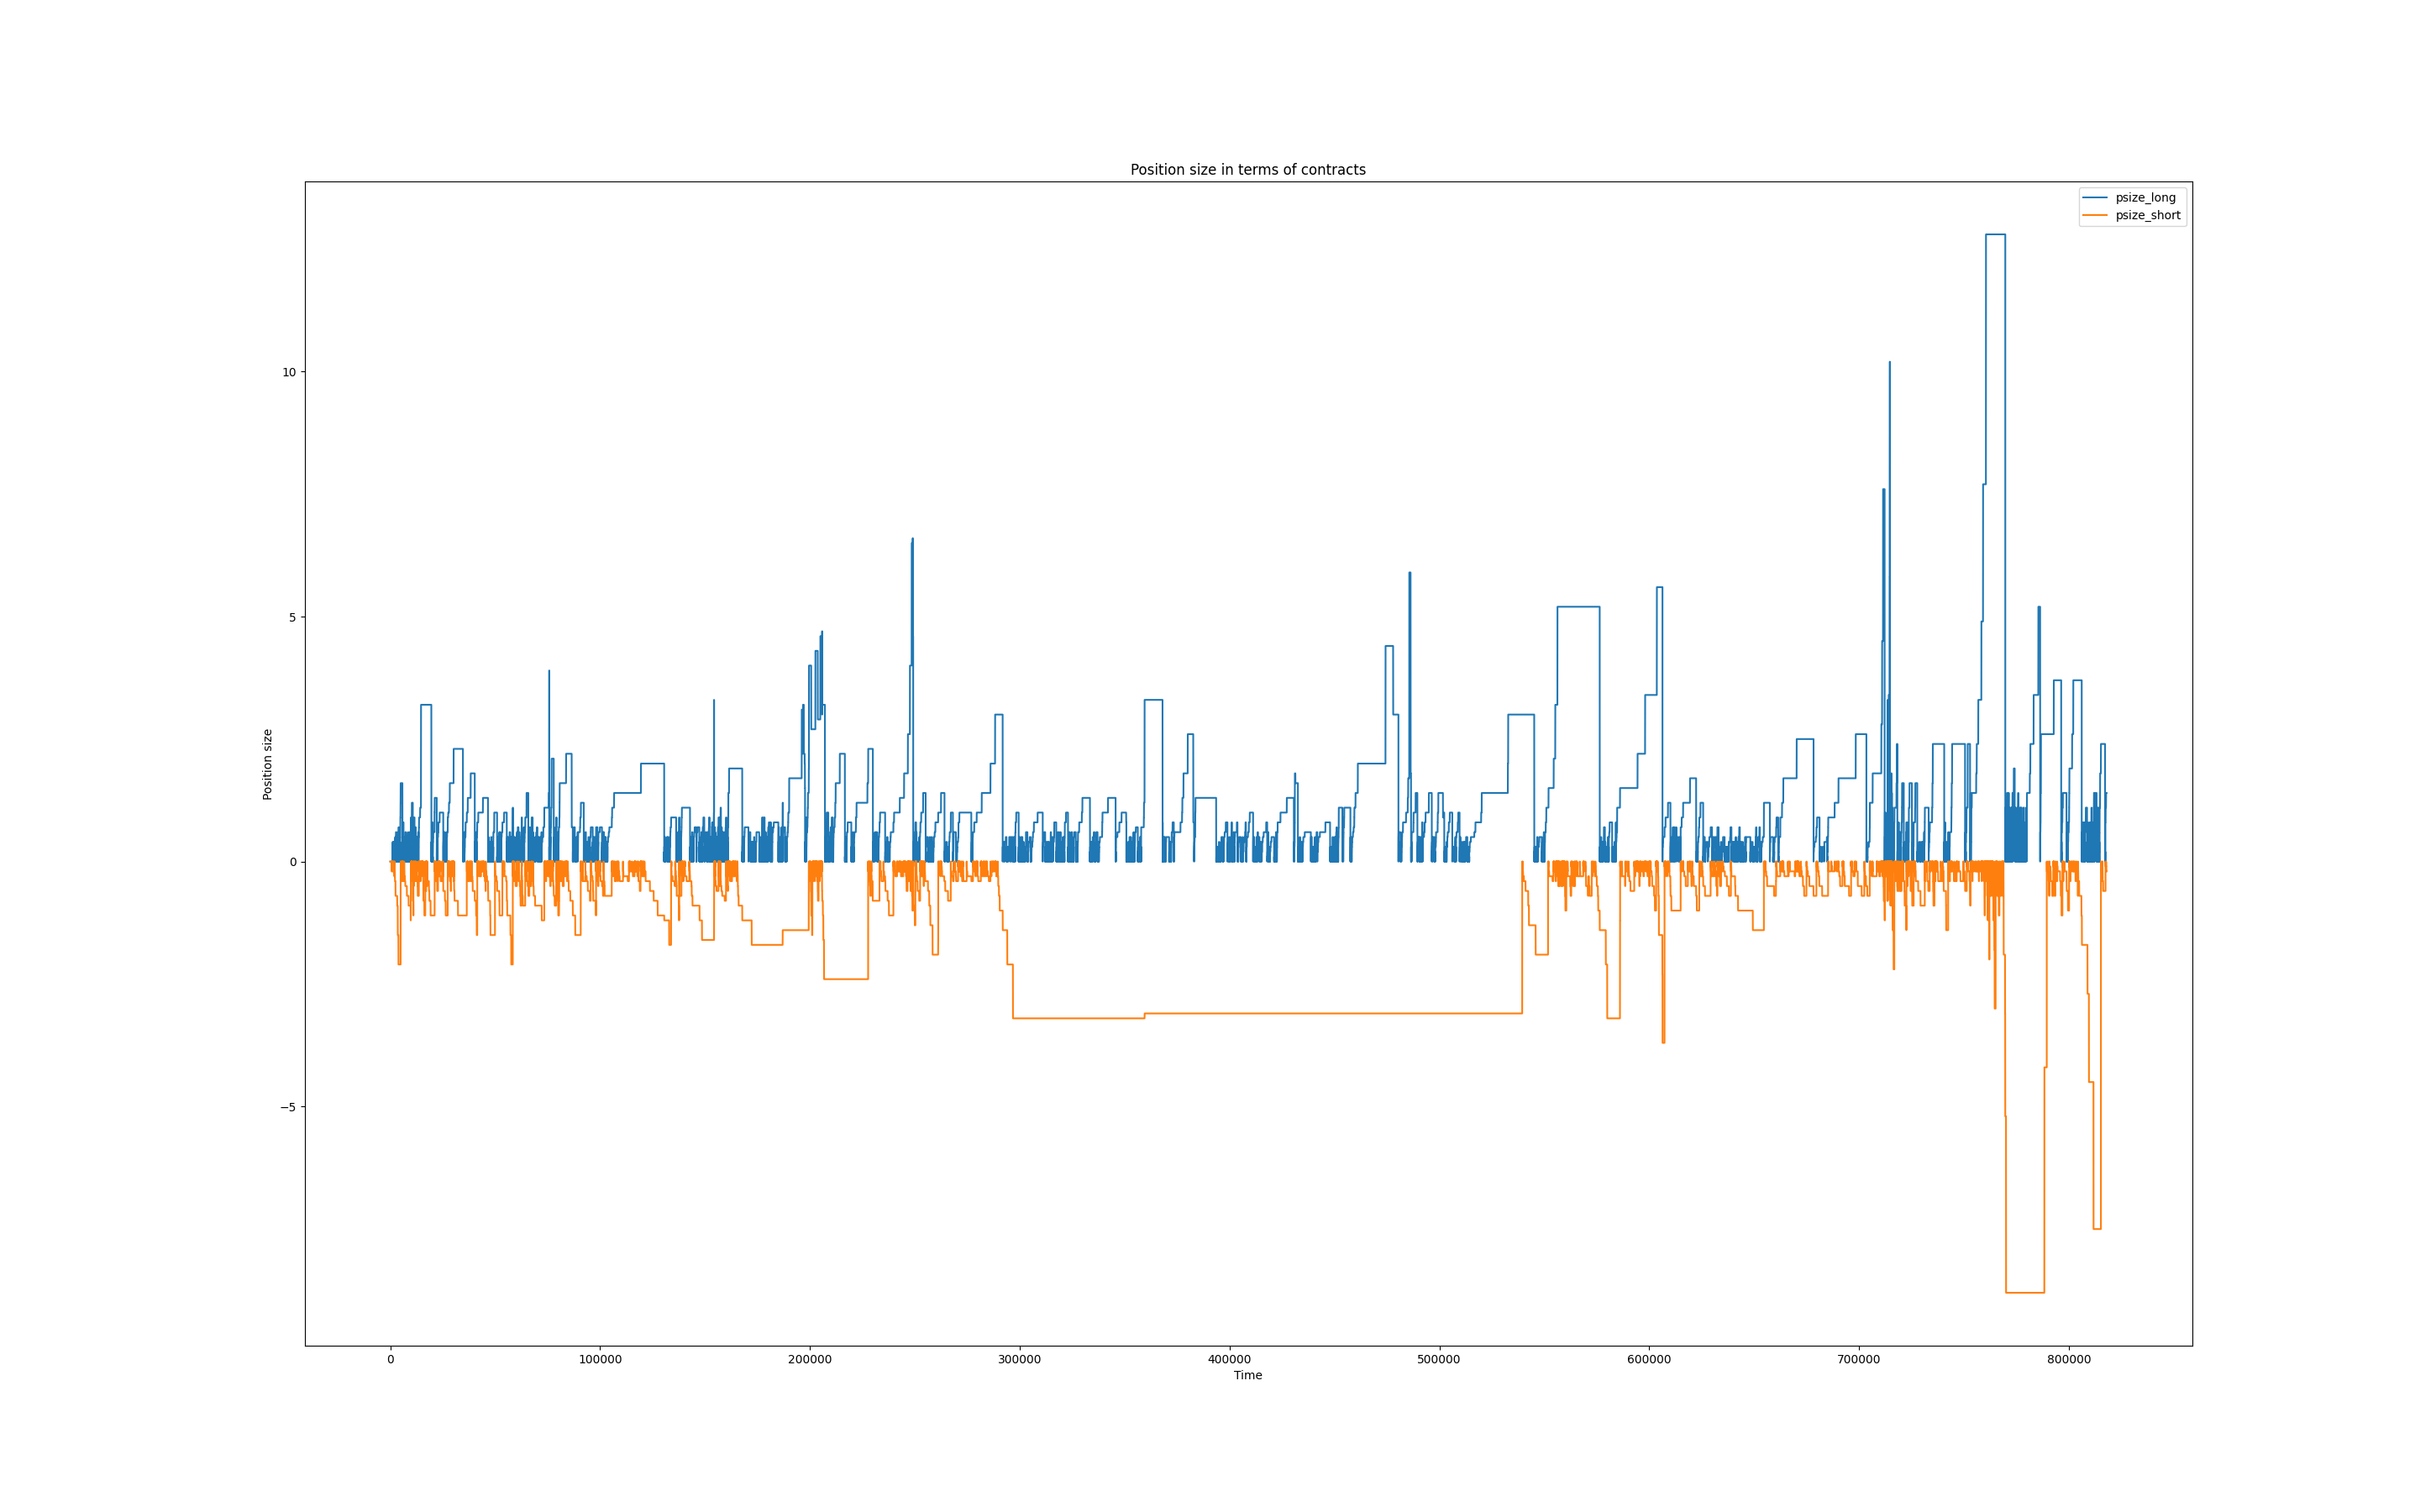 Position size in terms of contracts
psize_long
psize_short
10
5
0
−5
Position size
0 100000 200000 300000 400000 500000 600000 700000 800000
Time